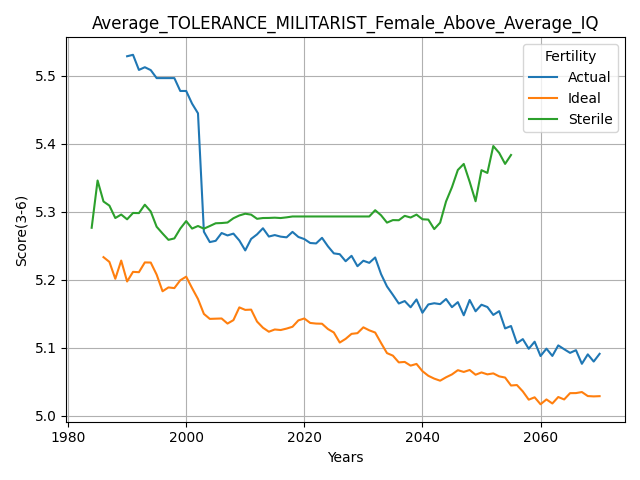 Average_TOLERANCE_MILITARIST_Female_Above_Average_IQ
Fertility
Actual
Ideal
Sterile
Score(3-6)
5.5
5.4
5.3
5.2
5.1
5.0
1980
2000
2020
2040
2060
Years